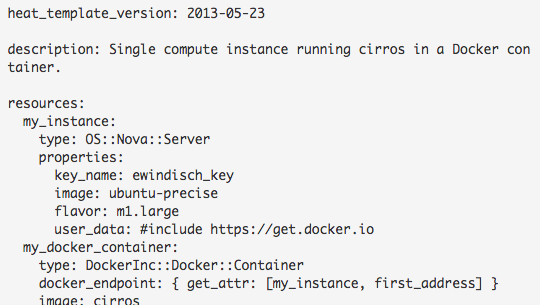 heat_template_version: 2013-05-23

description: Single compute instance running cirros in a Docker con
tainer.

resources:
  my_instance:
    type: OS::Nova::Server
    properties:
      key_name: ewindisch_key
      image: ubuntu-precise
      flavor: m1.large
      user_data: #include https://get.docker.io
  my_docker_container:
    type: DockerInc::Docker::Container
    docker_endpoint: { get_attr: [my_instance, first_address] }
    image: cirros